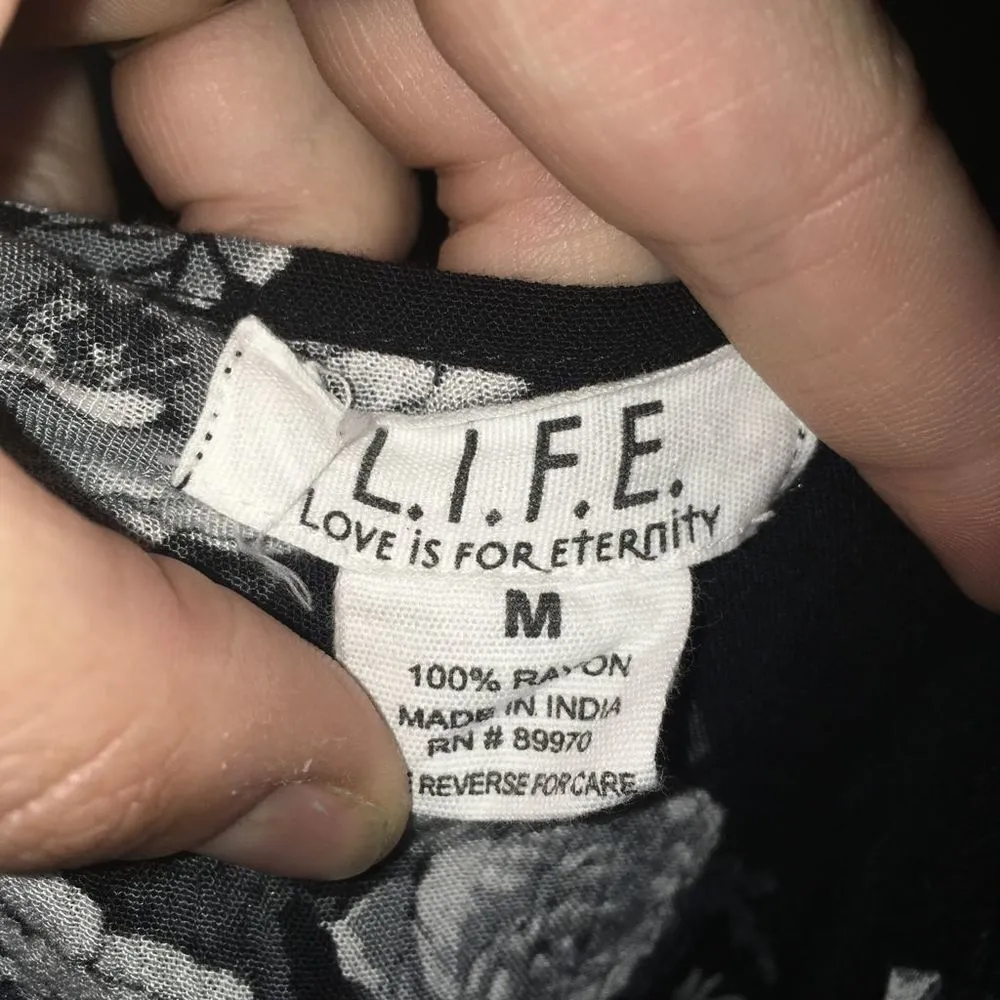 L.I.F.E.
LOVE iS FOR ETERnity
M
100% RAYON
MADE IN INDIA
RN # 89970
REVERSE FOR CARE